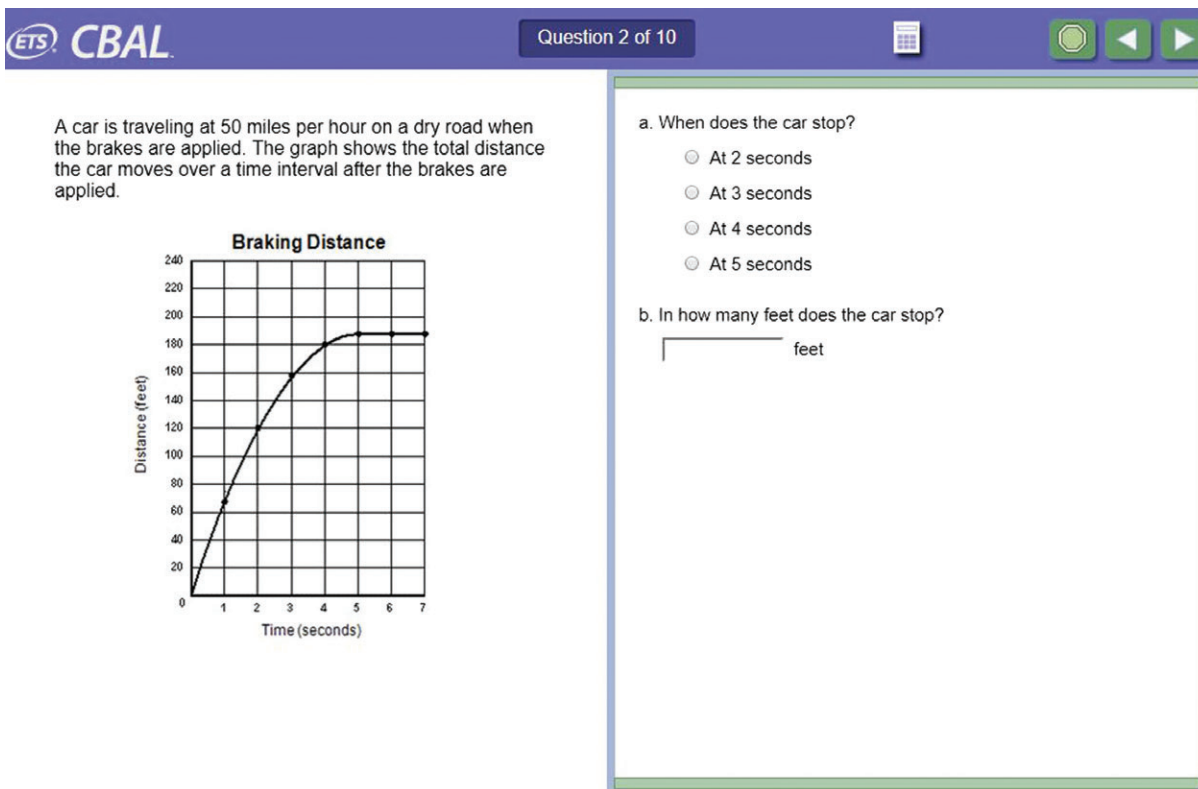 ETS CBAL
Question 2 of 10
A car is traveling at 50 miles per hour on a dry road when
the brakes are applied. The graph shows the total distance
the car moves over a time interval after the brakes are
applied.
Braking Distance
240
220
200
180
160
140
120
100
80
60
40
20
0
1 2 3 4 5 6 7
Distance (feet)
Time (seconds)
a. When does the car stop?
At 2 seconds
At 3 seconds
At 4 seconds
At 5 seconds
b. In how many feet does the car stop?
feet